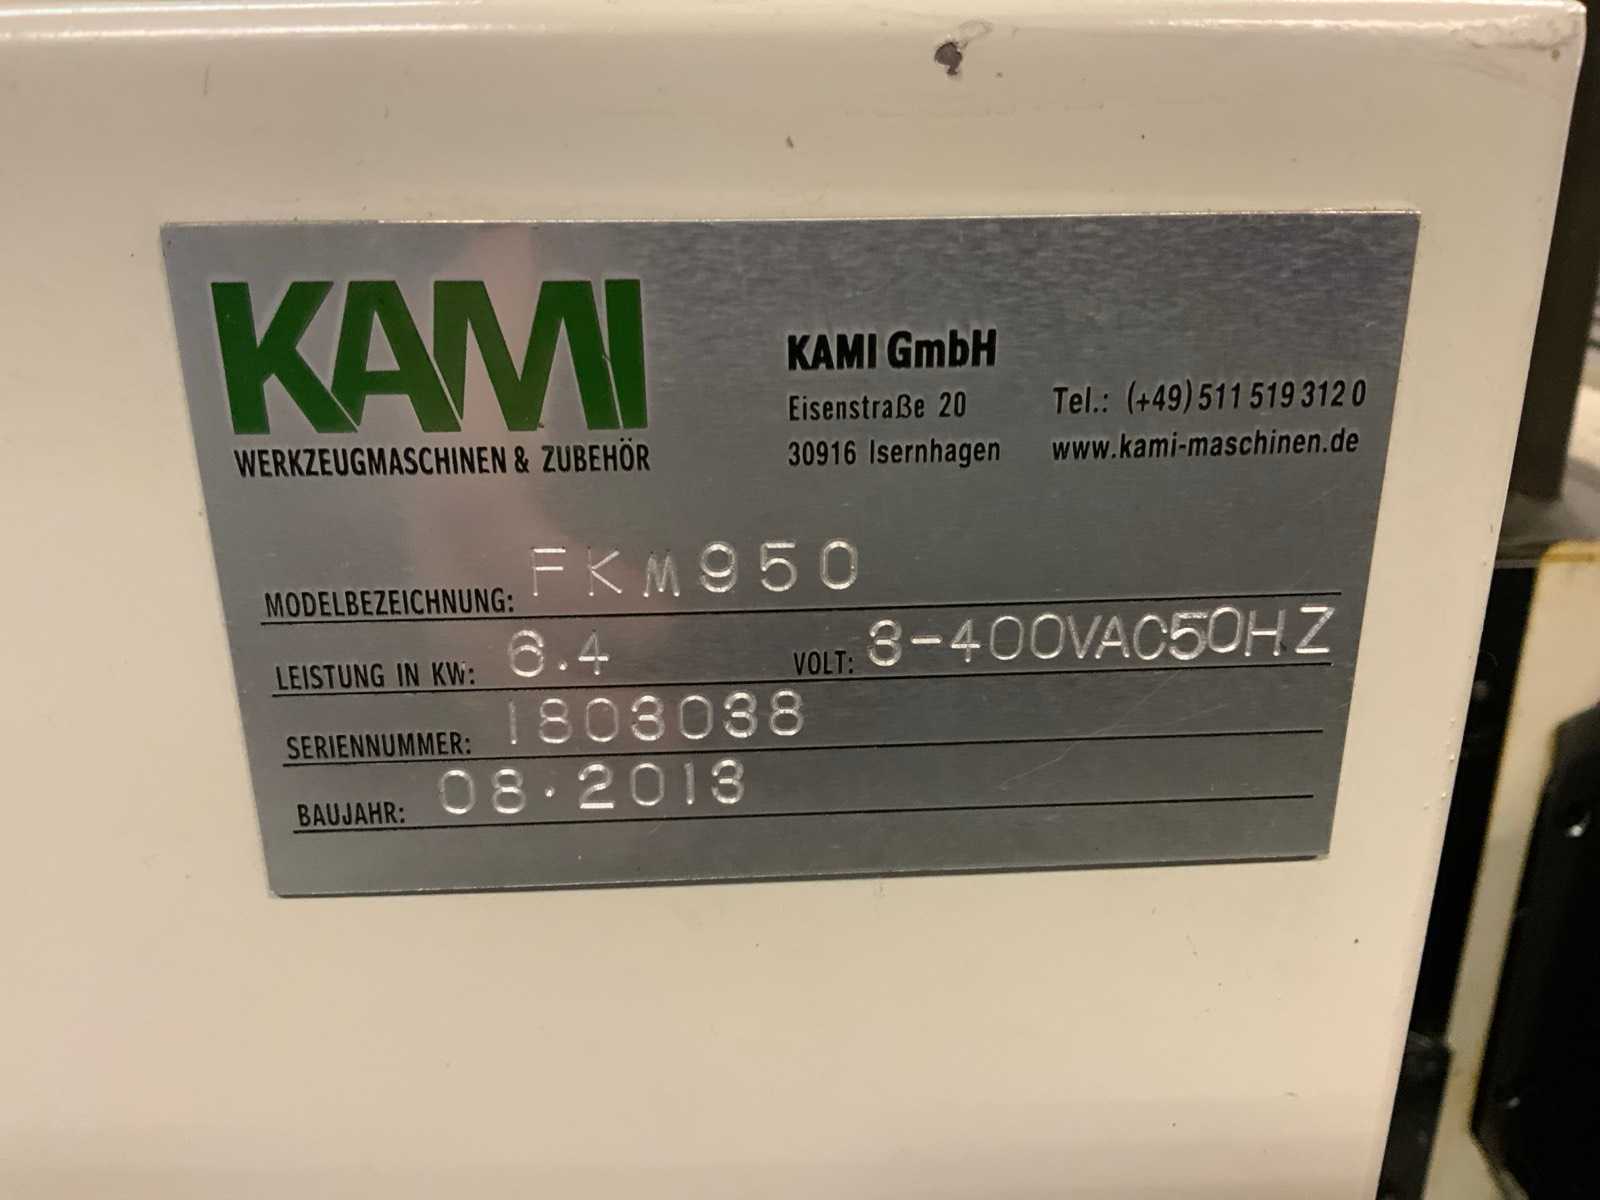 KAMI
WERKZEUGMASCHINEN & ZUBEHÖR
KAMI GmbH
Eisenstraße 20
30916 Isernhagen
Tel.: (+49) 511 519 312 0
www.kami-maschinen.de
MODELBEZEICHNUNG: FKM950
LEISTUNG IN KW: 6.4 VOLT: 3-400VAC50HZ
SERIENNUMMER: 1803038
BAUJAHR: 08.2013